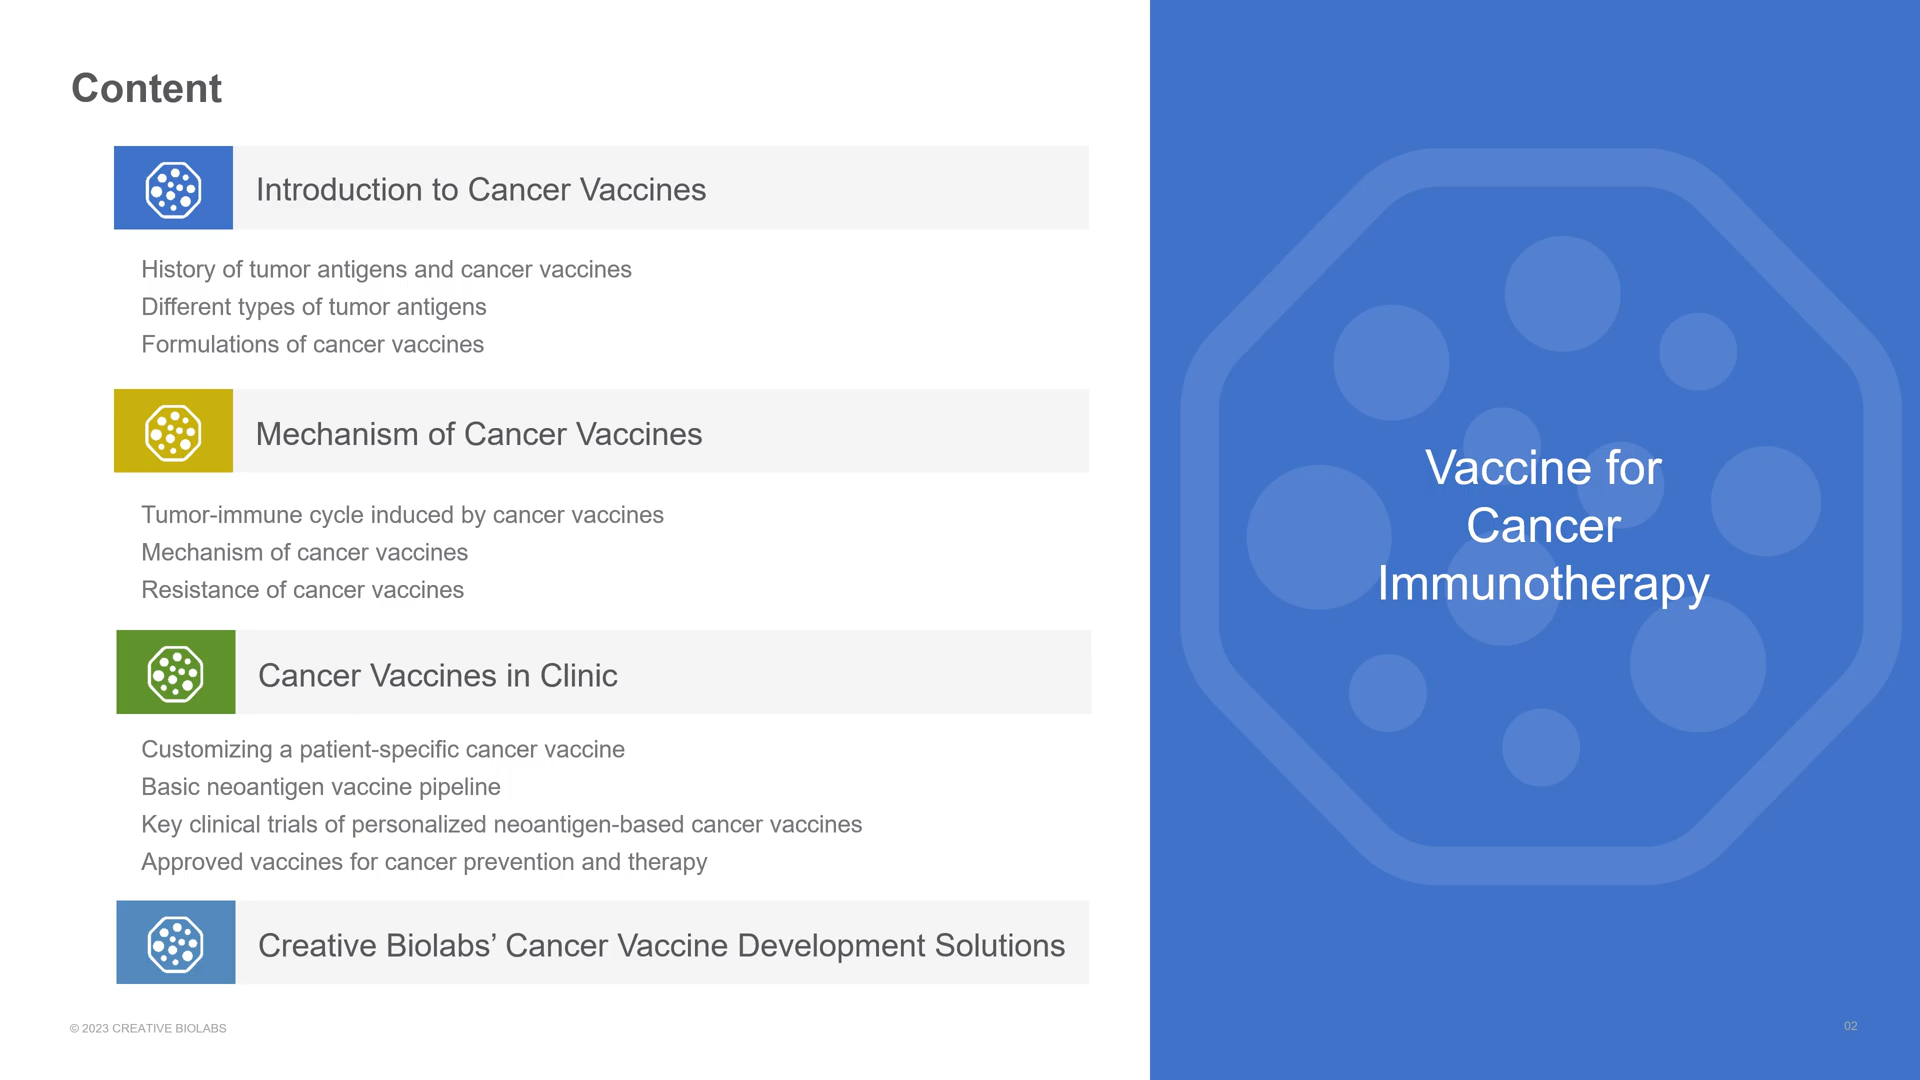 Content
Introduction to Cancer Vaccines
History of tumor antigens and cancer vaccines
Different types of tumor antigens
Formulations of cancer vaccines
Mechanism of Cancer Vaccines
Tumor-immune cycle induced by cancer vaccines
Mechanism of cancer vaccines
Resistance of cancer vaccines
Cancer Vaccines in Clinic
Customizing a patient-specific cancer vaccine
Basic neoantigen vaccine pipeline
Key clinical trials of personalized neoantigen-based cancer vaccines
Approved vaccines for cancer prevention and therapy
Creative Biolabs’ Cancer Vaccine Development Solutions
© 2023 CREATIVE BIOLABS
Vaccine for
Cancer
Immunotherapy
02